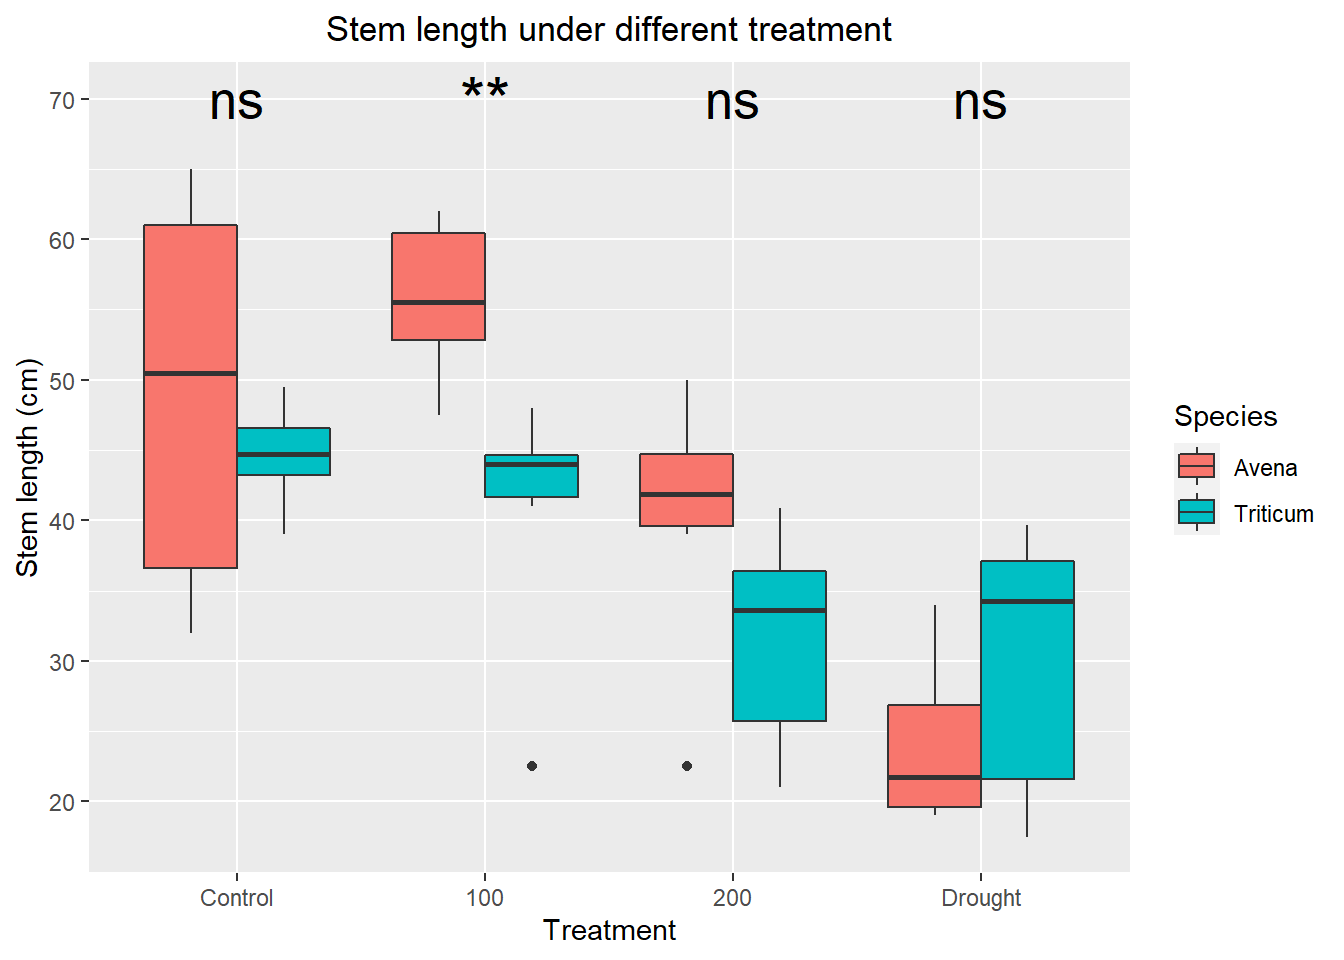 Stem length under different treatment
ns ** ns ns
70
60
50
40
30
20
Stem length (cm)
Control 100 200 Drought
Treatment
Species
Avena
Triticum